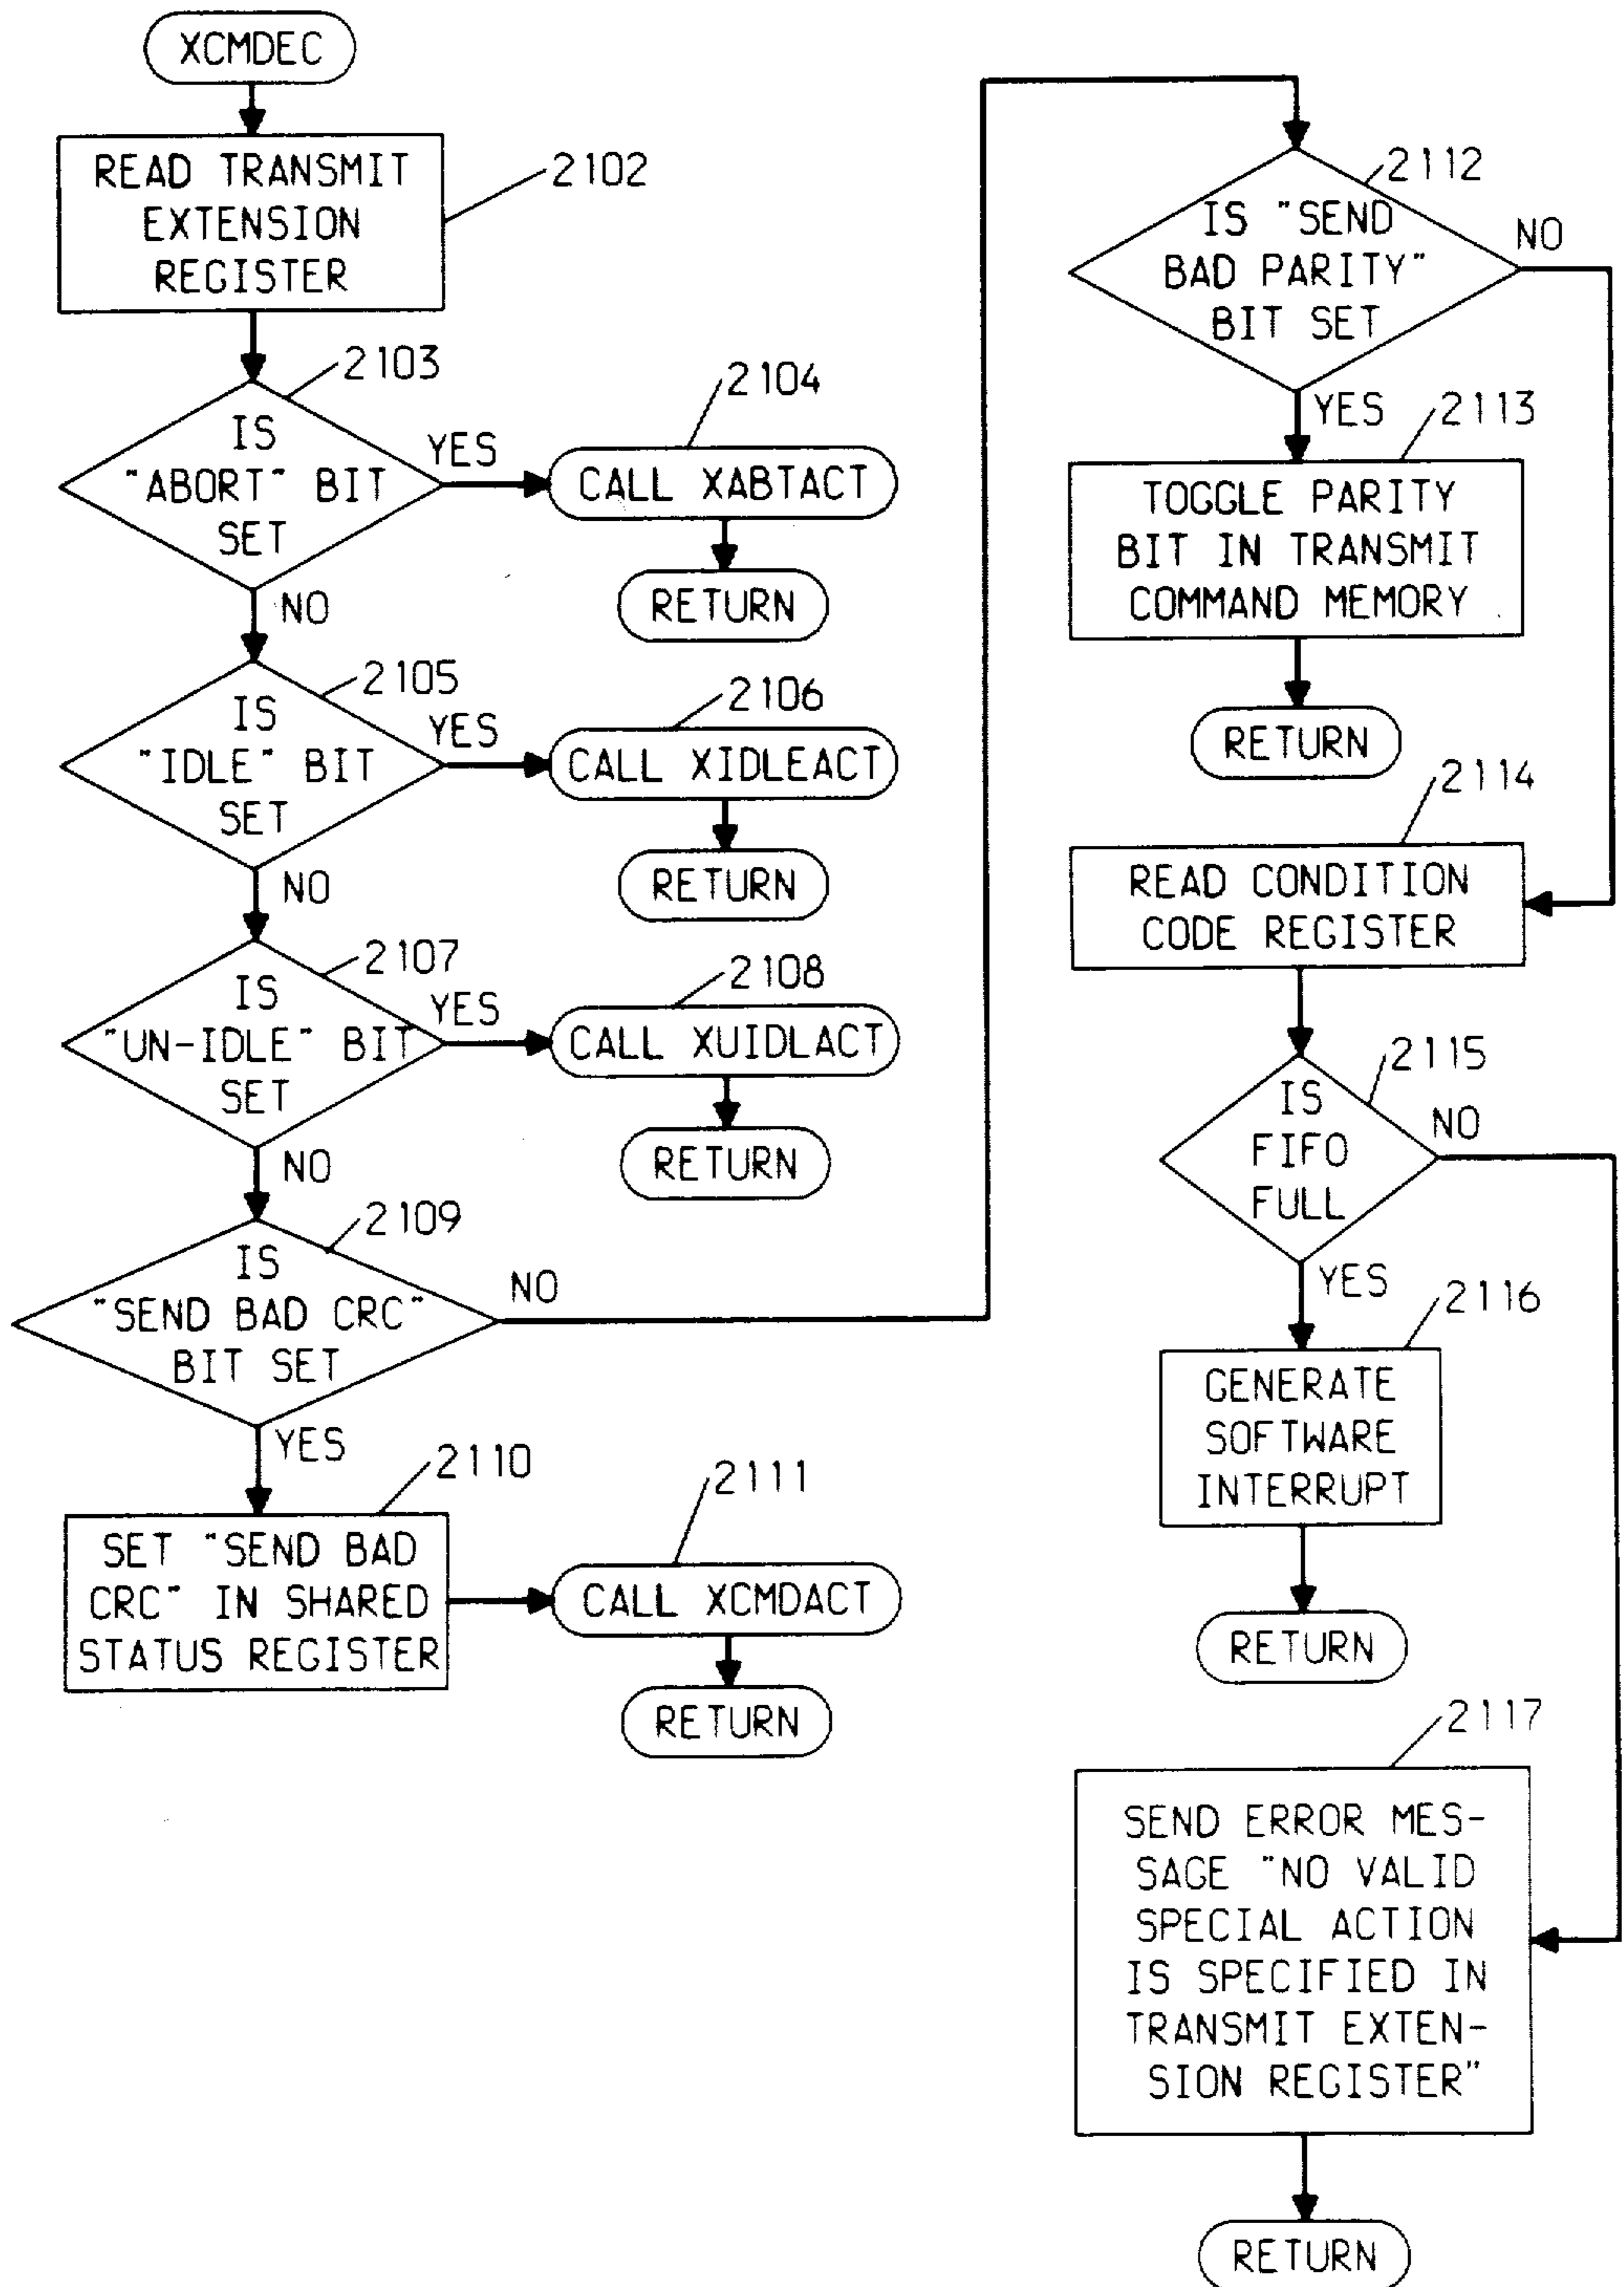 XCMDEC
READ TRANSMIT
EXTENSION
REGISTER
2102
2103
IS
"ABORT" BIT
SET
YES
NO
2104
CALL XABTACT
RETURN
2105
IS
"IDLE" BIT
SET
YES
NO
2106
CALL XIDLEACT
RETURN
2107
IS
"UN-IDLE" BIT
SET
YES
NO
2108
CALL XUIDLACT
RETURN
2109
IS
"SEND BAD CRC"
BIT SET
NO
YES
2110
SET "SEND BAD
CRC" IN SHARED
STATUS REGISTER
2111
CALL XCMDACT
RETURN
2112
IS "SEND
BAD PARITY"
BIT SET
NO
YES
2113
TOGGLE PARITY
BIT IN TRANSMIT
COMMAND MEMORY
RETURN
2114
READ CONDITION
CODE REGISTER
2115
IS
FIFO
FULL
NO
YES
2116
GENERATE
SOFTWARE
INTERRUPT
RETURN
2117
SEND ERROR MES-
SAGE "NO VALID
SPECIAL ACTION
IS SPECIFIED IN
TRANSMIT EXTEN-
SION REGISTER"
RETURN